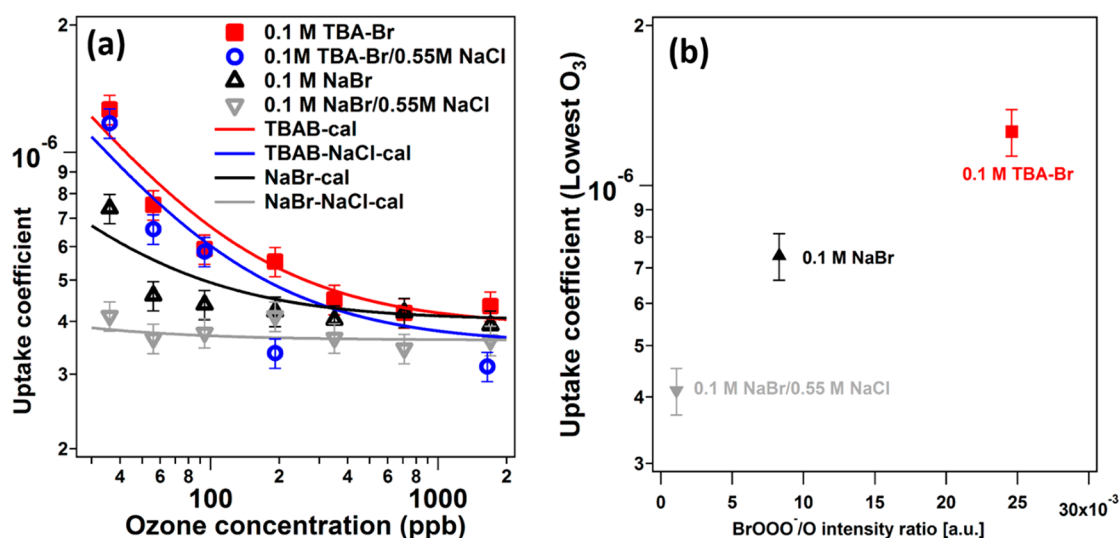 (a)
0.1 M TBA-Br
0.1M TBA-Br/0.55M NaCl
0.1 M NaBr
0.1 M NaBr/0.55M NaCl
TBAB-cal
TBAB-NaCl-cal
NaBr-cal
NaBr-NaCl-cal
Uptake coefficient
2
10⁻⁶
9
8
7
6
5
4
3
2
4 6 8 100 2 4 6 8 1000 2
Ozone concentration (ppb)
(b)
0.1 M TBA-Br
0.1 M NaBr
0.1 M NaBr/0.55 M NaCl
Uptake coefficient (Lowest O₃)
2
10⁻⁶
9
8
7
6
5
4
3
0 5 10 15 20 25 30x10⁻³
BrOOO⁻/O intensity ratio [a.u.]